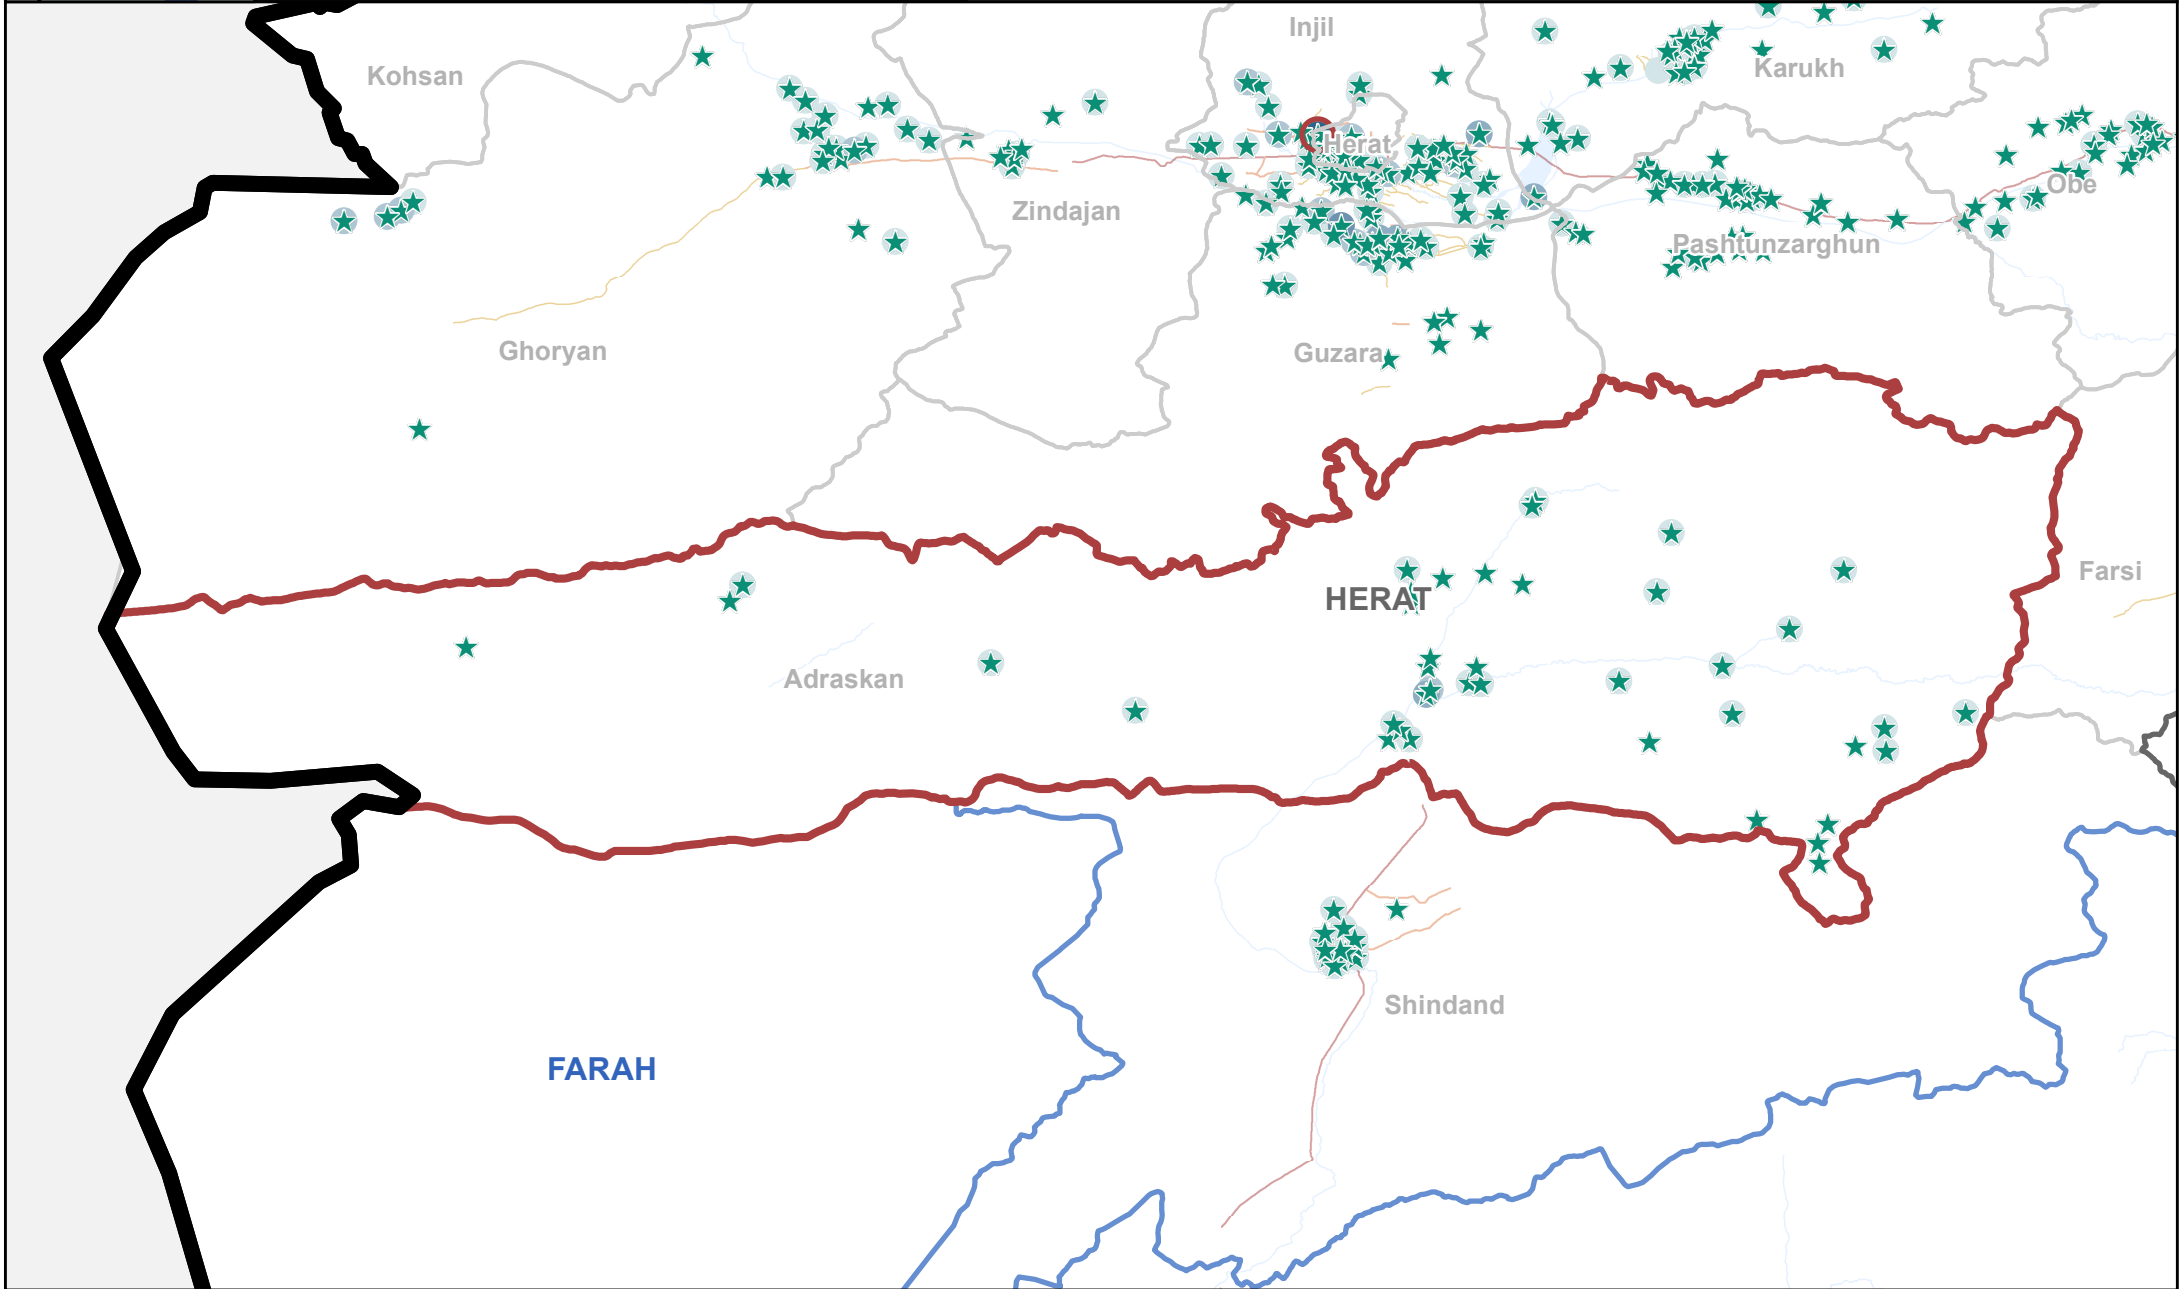 Injil
Kohsan
Karukh
Herat
Obe
Zindajan
Pashtunzarghun
Ghoryan
Guzara
Farsi
HERAT
Adraskan
Shindand
FARAH